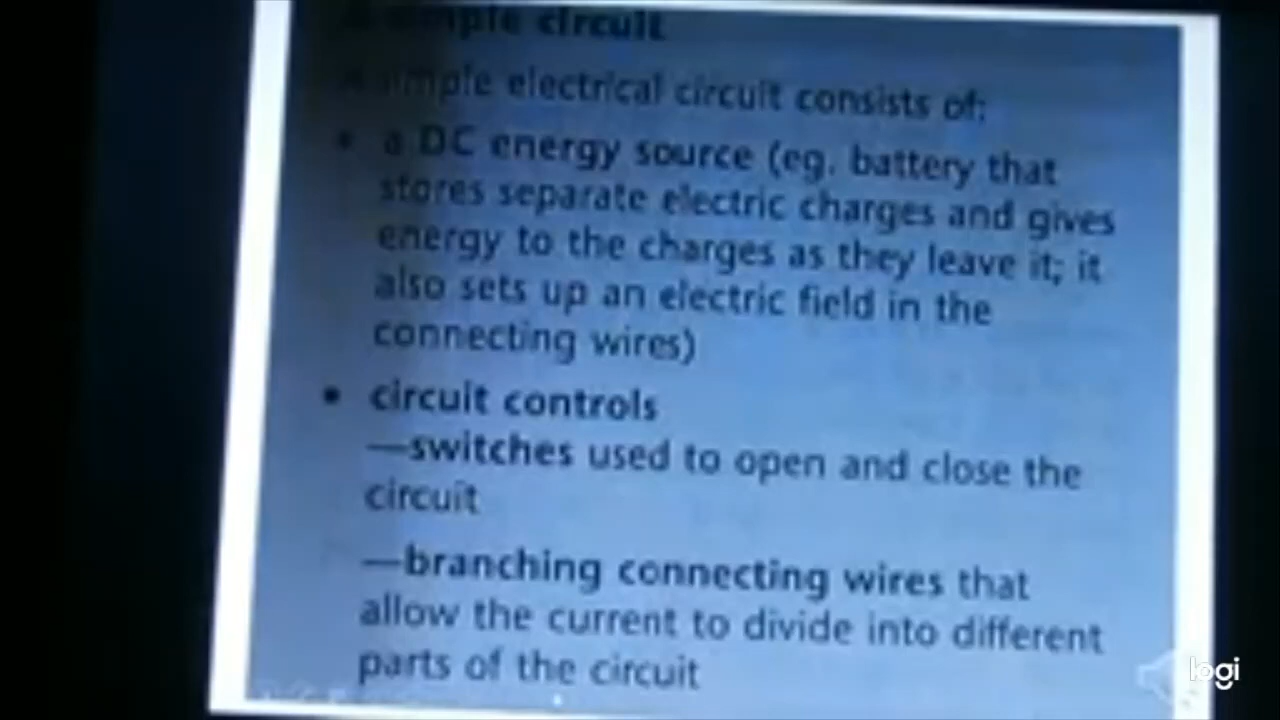 A simple circuit
A simple electrical circuit consists of:
• a DC energy source (eg. battery that
stores separate electric charges and gives
energy to the charges as they leave it; it
also sets up an electric field in the
connecting wires)
• circuit controls
—switches used to open and close the
circuit
—branching connecting wires that
allow the current to divide into different
parts of the circuit
logi